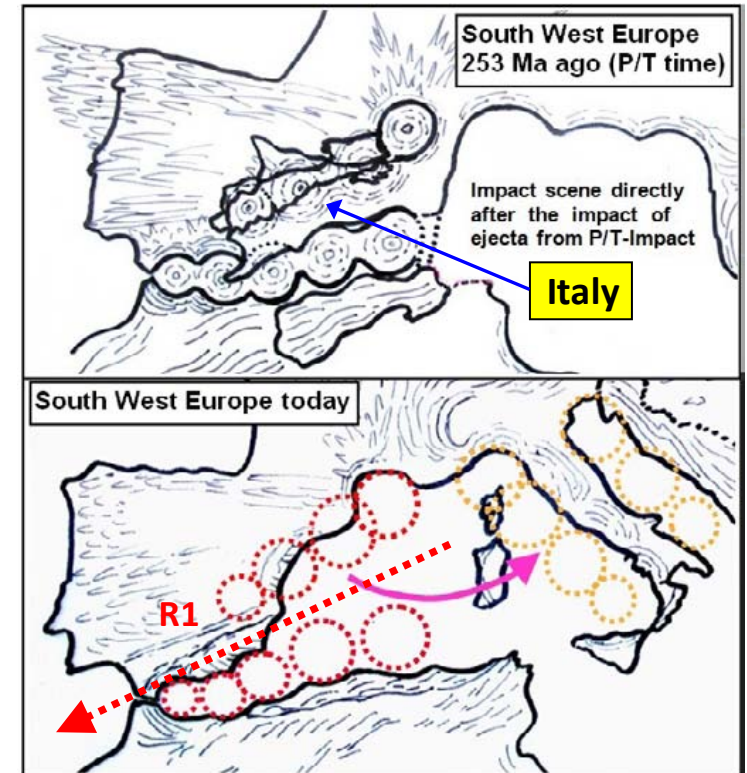 South West Europe
253 Ma ago (P/T time)
Impact scene directly
after the impact of
ejecta from P/T-Impact
Italy
South West Europe today
R1